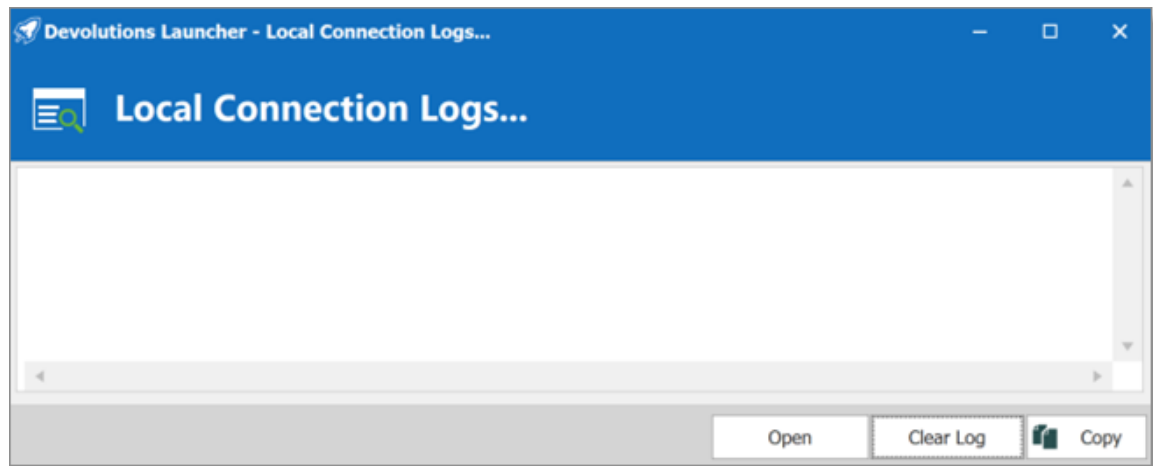 Devolutions Launcher - Local Connection Logs...
Local Connection Logs...
Open
Clear Log
Copy